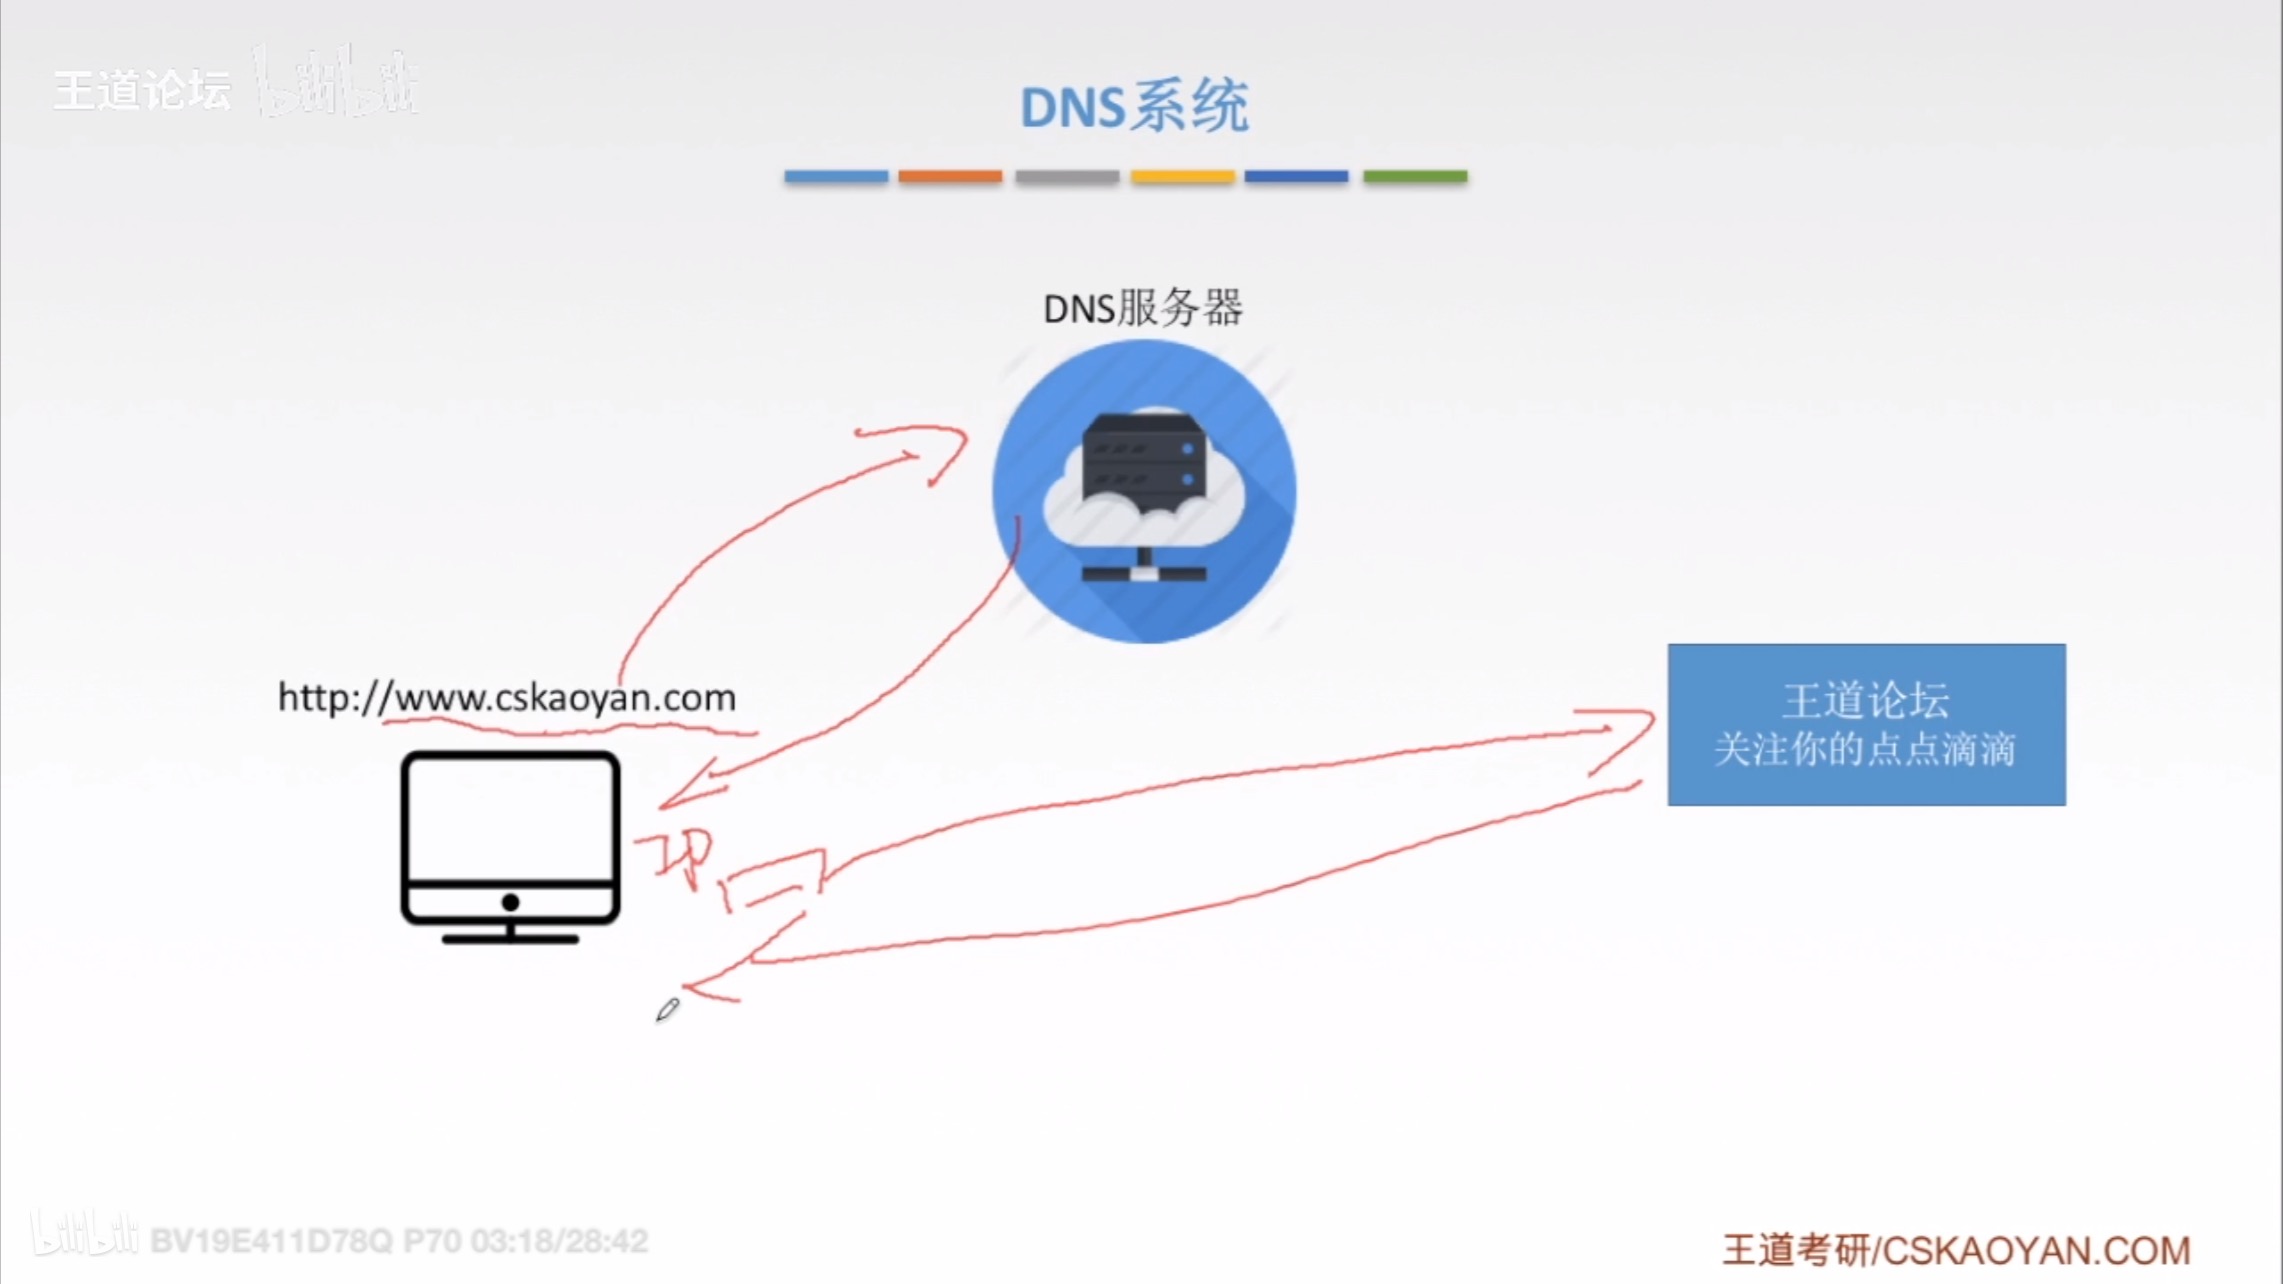 王道论坛 bilibili
DNS系统
DNS服务器
http://www.cskaoyan.com
王道论坛
关注你的点点滴滴
IP
bilibili BV19E411D78Q P70 03:18/28:42
王道考研/CSKAOYAN.COM